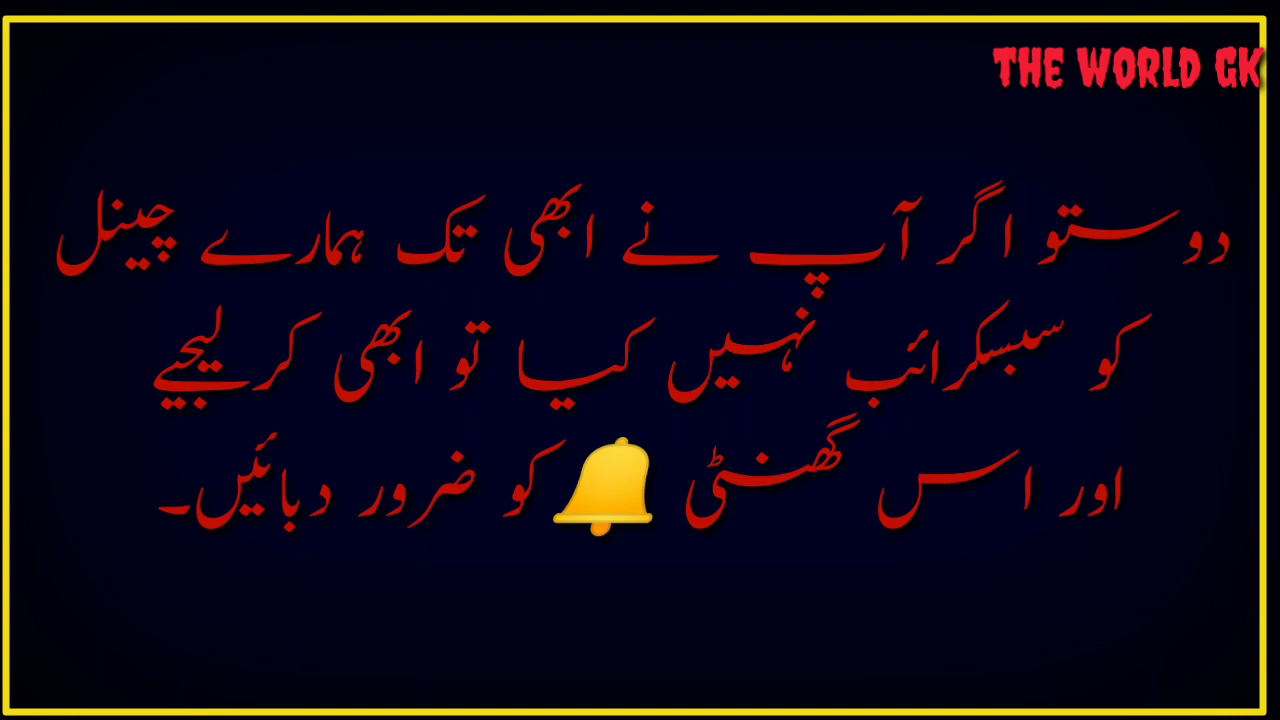 THE WORLD GK
دوستو اگر آپ نے ابھی تک ہمارے چینل
کو سبسکرائب نہیں کیا تو ابھی کر لیجیے
اور اس گھنٹی 🔔 کو ضرور دبائیں۔